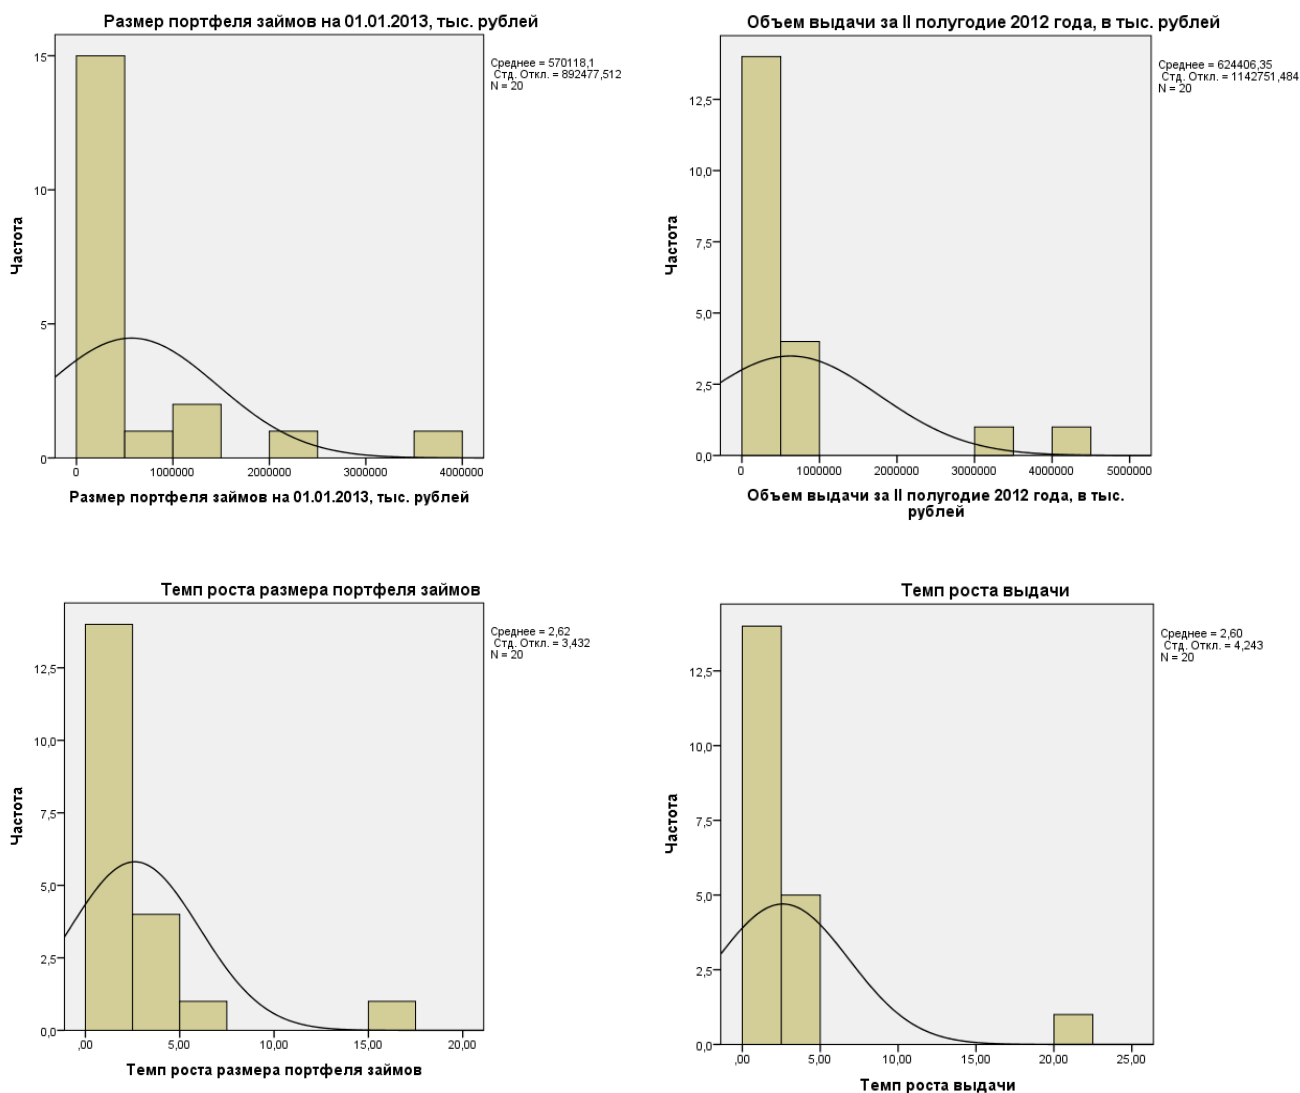 Размер портфеля займов на 01.01.2013, тыс. рублей
Среднее = 570118,1
Стд. Откл. = 892477,512
N = 20
15
10
5
0
Частота
0 1000000 2000000 3000000 4000000
Размер портфеля займов на 01.01.2013, тыс. рублей
Объем выдачи за II полугодие 2012 года, в тыс. рублей
Среднее = 624406,35
Стд. Откл. = 1142751,484
N = 20
12,5
10,0
7,5
5,0
2,5
0,0
Частота
0 1000000 2000000 3000000 4000000 5000000
Объем выдачи за II полугодие 2012 года, в тыс.
рублей
Темп роста размера портфеля займов
Среднее = 2,62
Стд. Откл. = 3,432
N = 20
12,5
10,0
7,5
5,0
2,5
0,0
Частота
,00 5,00 10,00 15,00 20,00
Темп роста размера портфеля займов
Темп роста выдачи
Среднее = 2,60
Стд. Откл. = 4,243
N = 20
12,5
10,0
7,5
5,0
2,5
0,0
Частота
,00 5,00 10,00 15,00 20,00 25,00
Темп роста выдачи